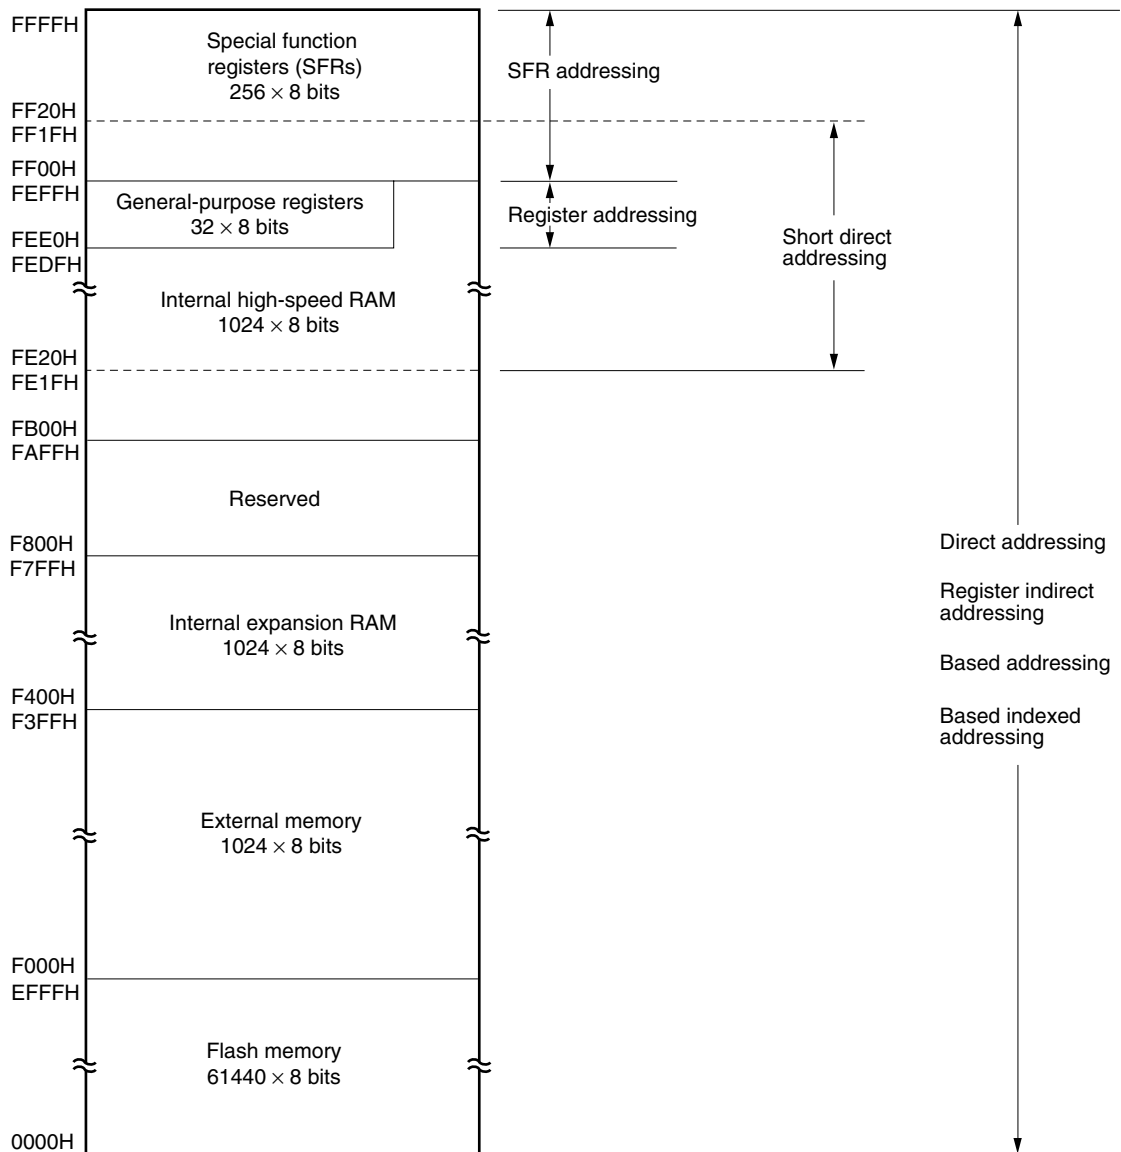 FFFFH
Special function
registers (SFRs)
256 × 8 bits
SFR addressing
FF20H
FF1FH
FF00H
FEFFH
General-purpose registers
32 × 8 bits
Register addressing
Short direct
addressing
FEE0H
FEDFH
Internal high-speed RAM
1024 × 8 bits
FE20H
FE1FH
FB00H
FAFFH
Reserved
F800H
F7FFH
Direct addressing
Register indirect
addressing
Based addressing
Based indexed
addressing
Internal expansion RAM
1024 × 8 bits
F400H
F3FFH
External memory
1024 × 8 bits
F000H
EFFFH
Flash memory
61440 × 8 bits
0000H